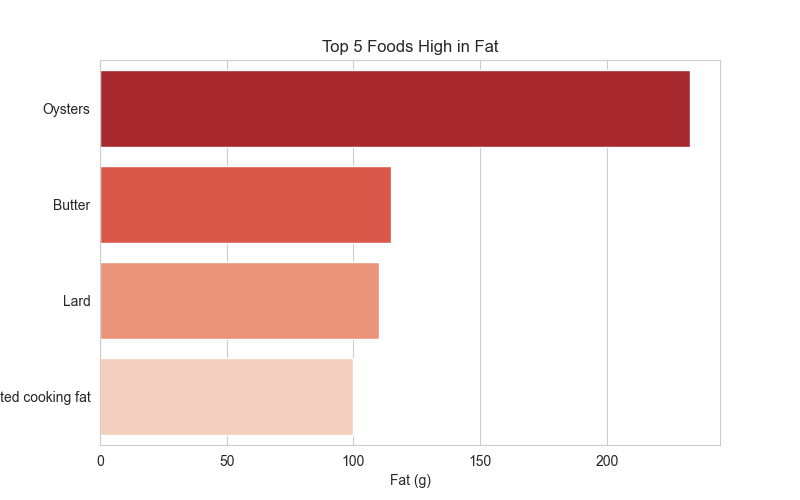 Top 5 Foods High in Fat
Oysters
Butter
Lard
ted cooking fat
0 50 100 150 200
Fat (g)